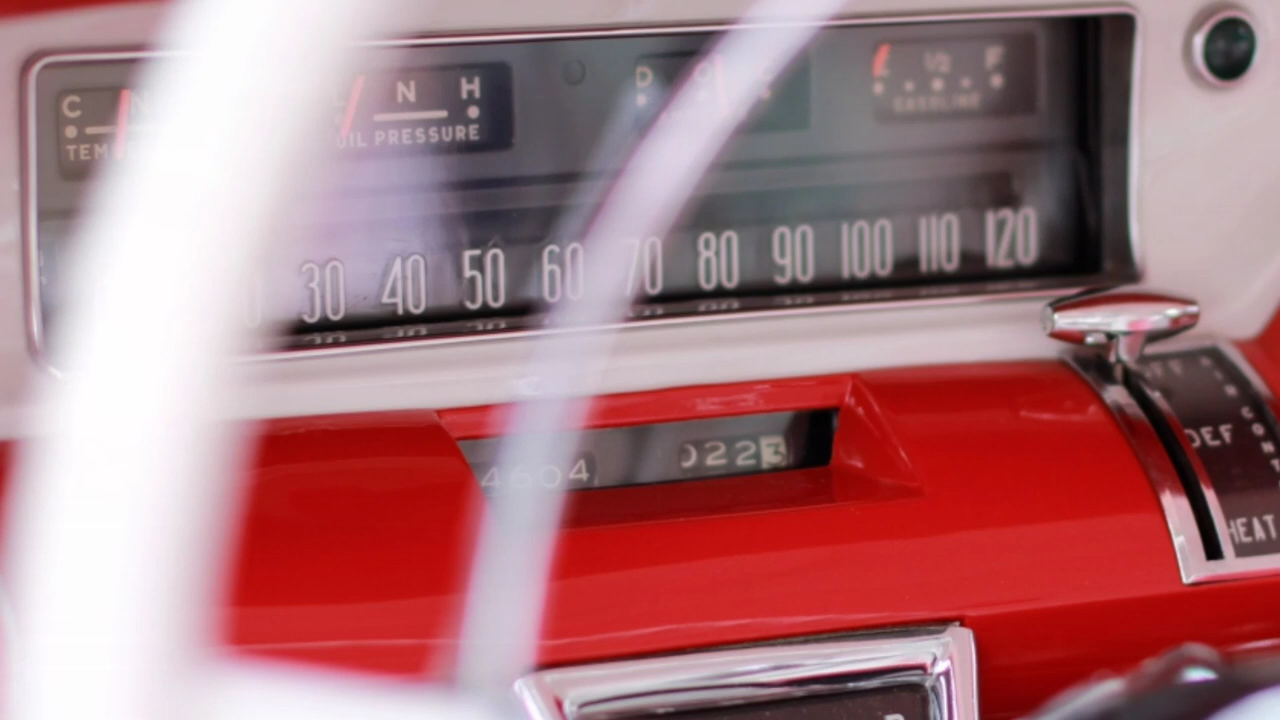 C N
N H
OIL PRESSURE
D C
E 1/2 F
GASOLINE
30 40 50 60 70 80 90 100 110 120
4604
0223
OFF
DEF
HEAT